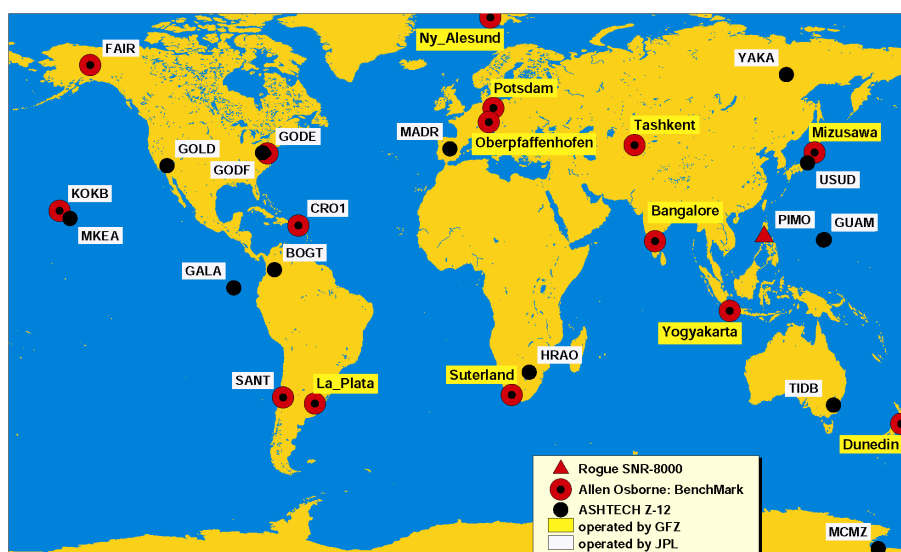 Ny_Alesund
FAIR
YAKA
Potsdam
Tashkent
Mizusawa
MADR
GODE
GOLD
Oberpfaffenhofen
GODF
USUD
KOKB
CRO1
Bangalore
PIMO
GUAM
MKEA
BOGT
GALA
Yogyakarta
HRAO
Suterland
SANT
La_Plata
TIDB
Dunedin
Rogue SNR-8000
Allen Osborne: BenchMark
ASHTECH Z-12
operated by GFZ
operated by JPL
MCMZ